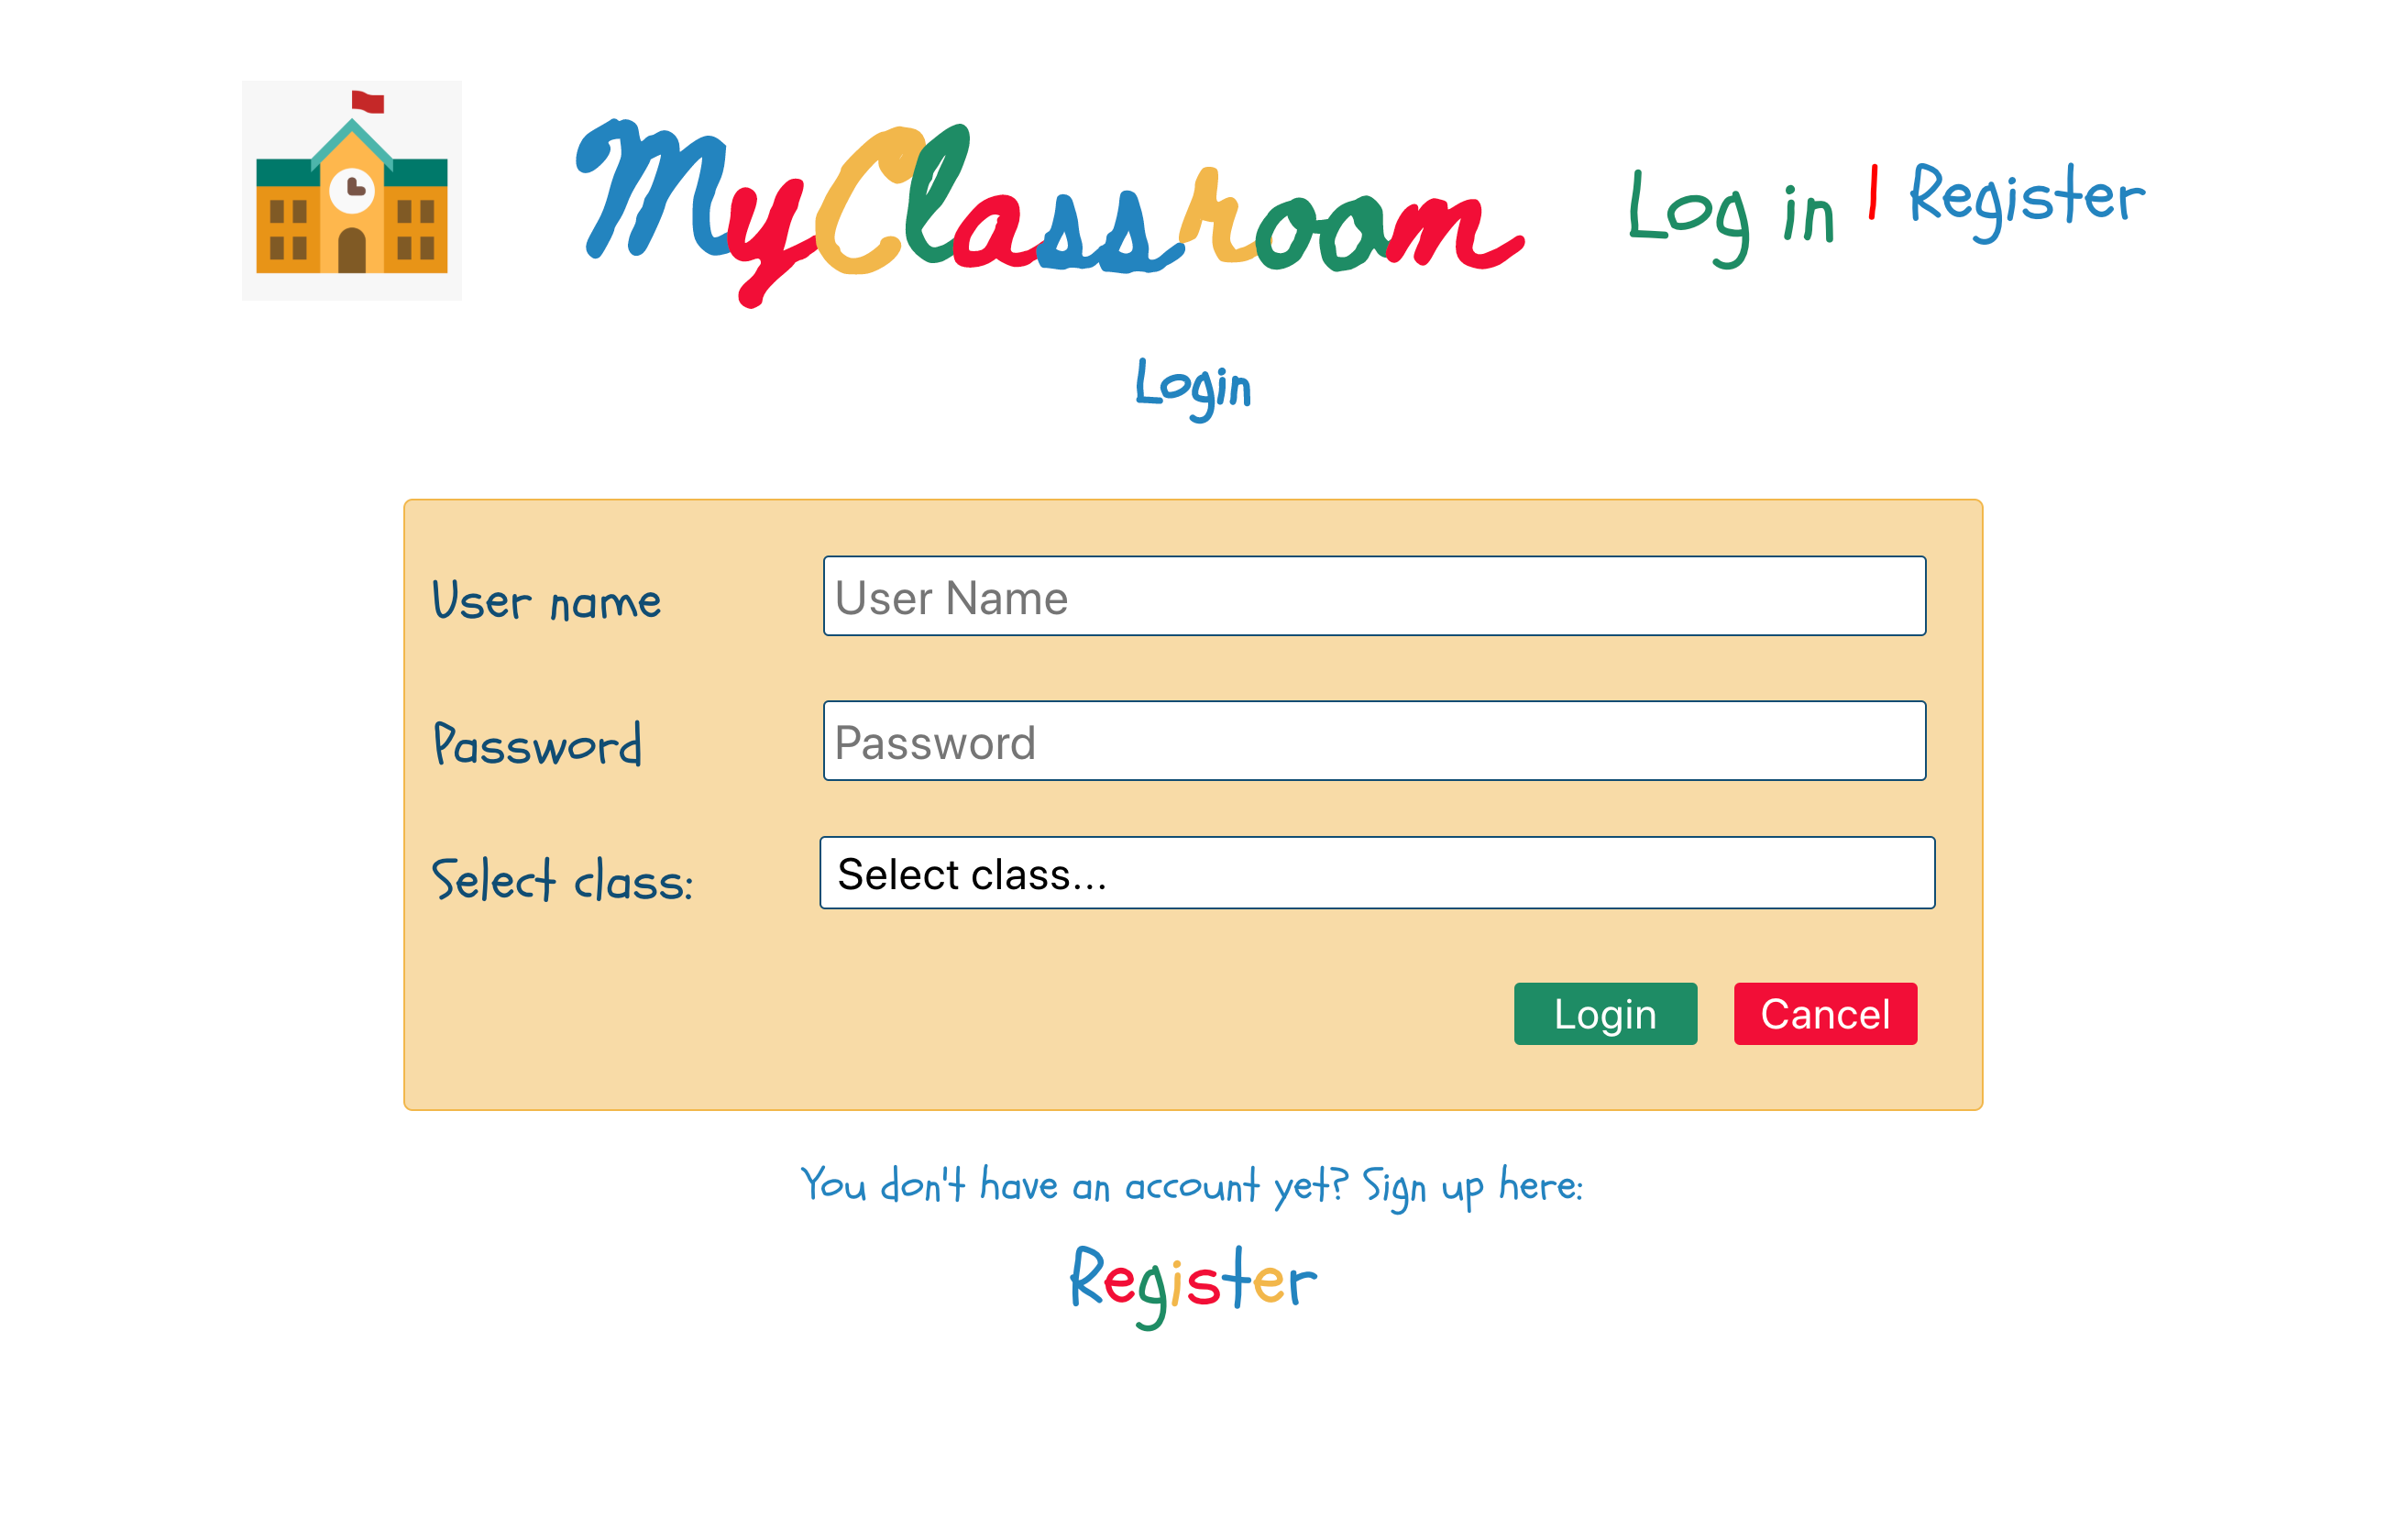 MyClassroom
Log in | Register
Login
User name
User Name
Password
Password
Select class:
Select class...
Login
Cancel
You don't have an account yet? Sign up here:
Register